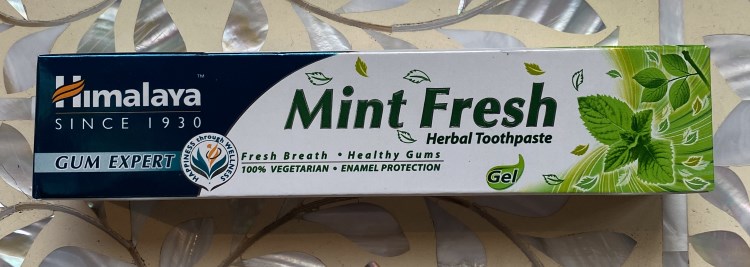 Himalaya™
SINCE 1930
GUM EXPERT
HAPPINESS through WELLNESS
Mint Fresh
Herbal Toothpaste
Fresh Breath • Healthy Gums
100% VEGETARIAN • ENAMEL PROTECTION
Gel